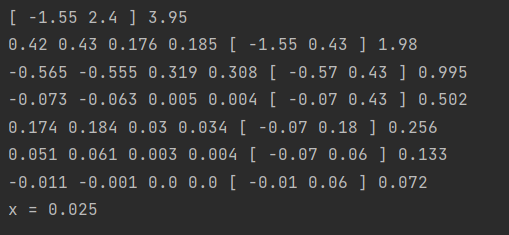 [ -1.55 2.4 ] 3.95
0.42 0.43 0.176 0.185 [ -1.55 0.43 ] 1.98
-0.565 -0.555 0.319 0.308 [ -0.57 0.43 ] 0.995
-0.073 -0.063 0.005 0.004 [ -0.07 0.43 ] 0.502
0.174 0.184 0.03 0.034 [ -0.07 0.18 ] 0.256
0.051 0.061 0.003 0.004 [ -0.07 0.06 ] 0.133
-0.011 -0.001 0.0 0.0 [ -0.01 0.06 ] 0.072
x = 0.025